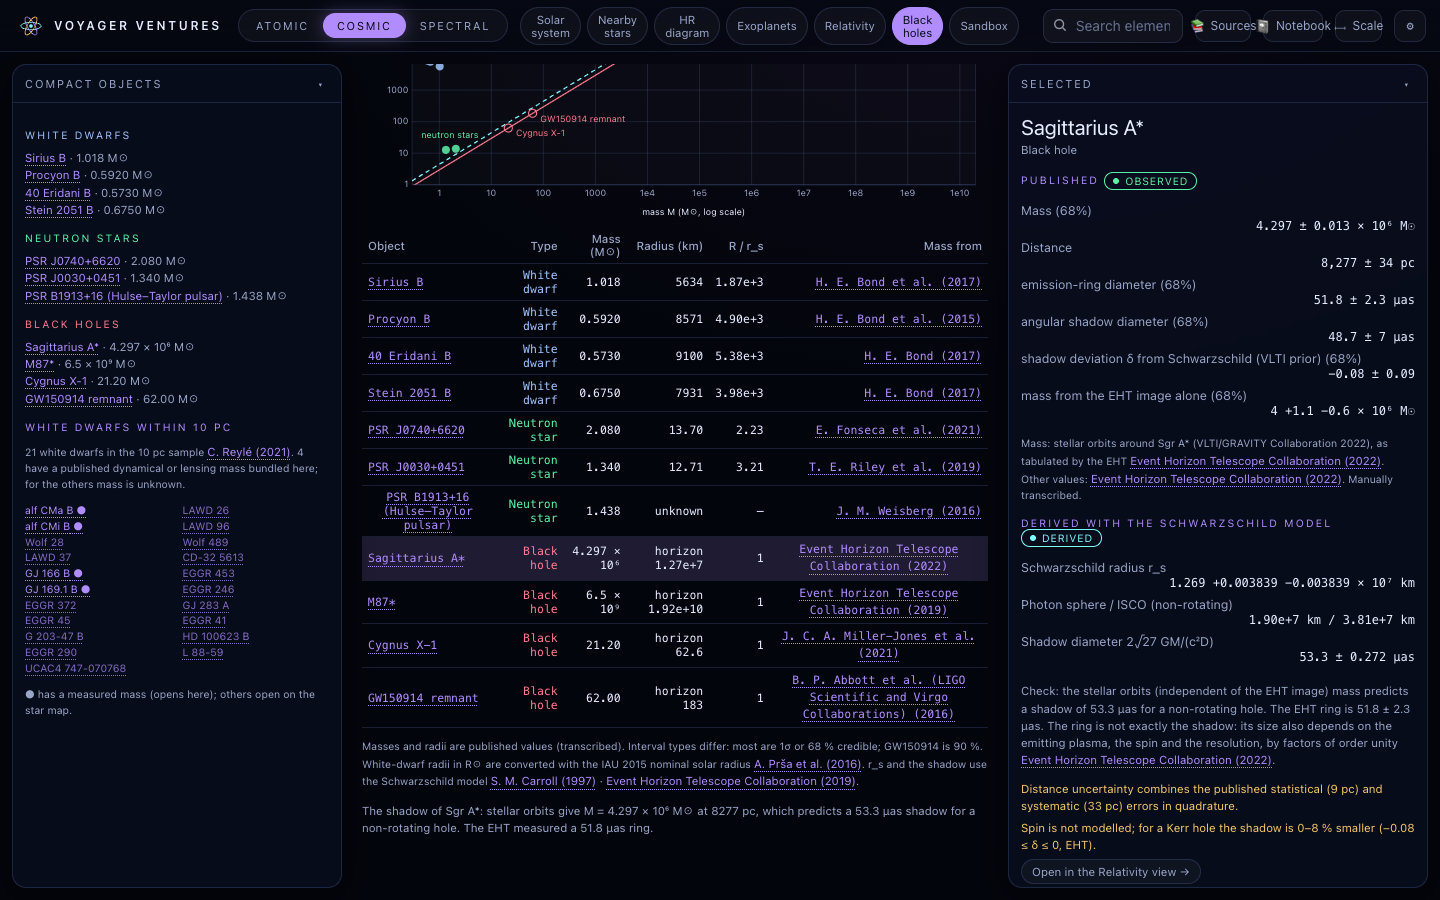 VOYAGER VENTURES
ATOMIC COSMIC SPECTRAL
Solar system
Nearby stars
HR diagram
Exoplanets
Relativity
Black holes
Sandbox
Search elemen
Sources
Notebook
Scale
COMPACT OBJECTS
WHITE DWARFS
Sirius B · 1.018 M☉
Procyon B · 0.5920 M☉
40 Eridani B · 0.5730 M☉
Stein 2051 B · 0.6750 M☉
NEUTRON STARS
PSR J0740+6620 · 2.080 M☉
PSR J0030+0451 · 1.340 M☉
PSR B1913+16 (Hulse–Taylor pulsar) · 1.438 M☉
BLACK HOLES
Sagittarius A* · 4.297 × 10⁶ M☉
M87* · 6.5 × 10⁹ M☉
Cygnus X-1 · 21.20 M☉
GW150914 remnant · 62.00 M☉
WHITE DWARFS WITHIN 10 PC
21 white dwarfs in the 10 pc sample C. Reylé (2021). 4
have a published dynamical or lensing mass bundled here;
for the others mass is unknown.
alf CMa B ● LAWD 26
alf CMi B ● LAWD 96
Wolf 28 Wolf 489
LAWD 37 CD-32 5613
GJ 166 B ● EGGR 453
GJ 169.1 B ● EGGR 246
EGGR 372 GJ 283 A
EGGR 45 EGGR 41
G 203-47 B HD 100623 B
EGGR 290 L 88-59
UCAC4 747-070768
● has a measured mass (opens here); others open on the
star map.
1000
100
10
1
GW150914 remnant
Cygnus X-1
neutron stars
1 10 100 1000 1e4 1e5 1e6 1e7 1e8 1e9 1e10
mass M (M☉, log scale)
Object Type Mass (M☉) Radius (km) R / r_s Mass from
Sirius B White dwarf 1.018 5634 1.87e+3 H. E. Bond et al. (2017)
Procyon B White dwarf 0.5920 8571 4.90e+3 H. E. Bond et al. (2015)
40 Eridani B White dwarf 0.5730 9100 5.38e+3 H. E. Bond (2017)
Stein 2051 B White dwarf 0.6750 7931 3.98e+3 H. E. Bond (2017)
PSR J0740+6620 Neutron star 2.080 13.70 2.23 E. Fonseca et al. (2021)
PSR J0030+0451 Neutron star 1.340 12.71 3.21 T. E. Riley et al. (2019)
PSR B1913+16 (Hulse–Taylor pulsar) Neutron star 1.438 unknown — J. M. Weisberg (2016)
Sagittarius A* Black hole 4.297 × 10⁶ horizon 1.27e+7 1 Event Horizon Telescope Collaboration (2022)
M87* Black hole 6.5 × 10⁹ horizon 1.92e+10 1 Event Horizon Telescope Collaboration (2019)
Cygnus X-1 Black hole 21.20 horizon 62.6 1 J. C. A. Miller-Jones et al. (2021)
GW150914 remnant Black hole 62.00 horizon 183 1 B. P. Abbott et al. (LIGO Scientific and Virgo Collaborations) (2016)
Masses and radii are published values (transcribed). Interval types differ: most are 1σ or 68 % credible; GW150914 is 90 %.
White-dwarf radii in R☉ are converted with the IAU 2015 nominal solar radius A. Prša et al. (2016). r_s and the shadow use
the Schwarzschild model S. M. Carroll (1997) · Event Horizon Telescope Collaboration (2019).
The shadow of Sgr A*: stellar orbits give M = 4.297 × 10⁶ M☉ at 8277 pc, which predicts a 53.3 µas shadow for a
non-rotating hole. The EHT measured a 51.8 µas ring.
SELECTED
Sagittarius A*
Black hole
PUBLISHED ● OBSERVED
Mass (68%)
4.297 ± 0.013 × 10⁶ M☉
Distance
8,277 ± 34 pc
emission-ring diameter (68%)
51.8 ± 2.3 µas
angular shadow diameter (68%)
48.7 ± 7 µas
shadow deviation δ from Schwarzschild (VLTI prior) (68%)
−0.08 ± 0.09
mass from the EHT image alone (68%)
4 +1.1 −0.6 × 10⁶ M☉
Mass: stellar orbits around Sgr A* (VLTI/GRAVITY Collaboration 2022), as
tabulated by the EHT Event Horizon Telescope Collaboration (2022).
Other values: Event Horizon Telescope Collaboration (2022). Manually
transcribed.
DERIVED WITH THE SCHWARZSCHILD MODEL
● DERIVED
Schwarzschild radius r_s
1.269 +0.003839 −0.003839 × 10⁷ km
Photon sphere / ISCO (non-rotating)
1.90e+7 km / 3.81e+7 km
Shadow diameter 2√27 GM/(c²D)
53.3 ± 0.272 µas
Check: the stellar orbits (independent of the EHT image) mass predicts
a shadow of 53.3 µas for a non-rotating hole. The EHT ring is 51.8 ± 2.3
µas. The ring is not exactly the shadow: its size also depends on the
emitting plasma, the spin and the resolution, by factors of order unity
Event Horizon Telescope Collaboration (2022).
Distance uncertainty combines the published statistical (9 pc) and
systematic (33 pc) errors in quadrature.
Spin is not modelled; for a Kerr hole the shadow is 0–8 % smaller (−0.08
≤ δ ≤ 0, EHT).
Open in the Relativity view →